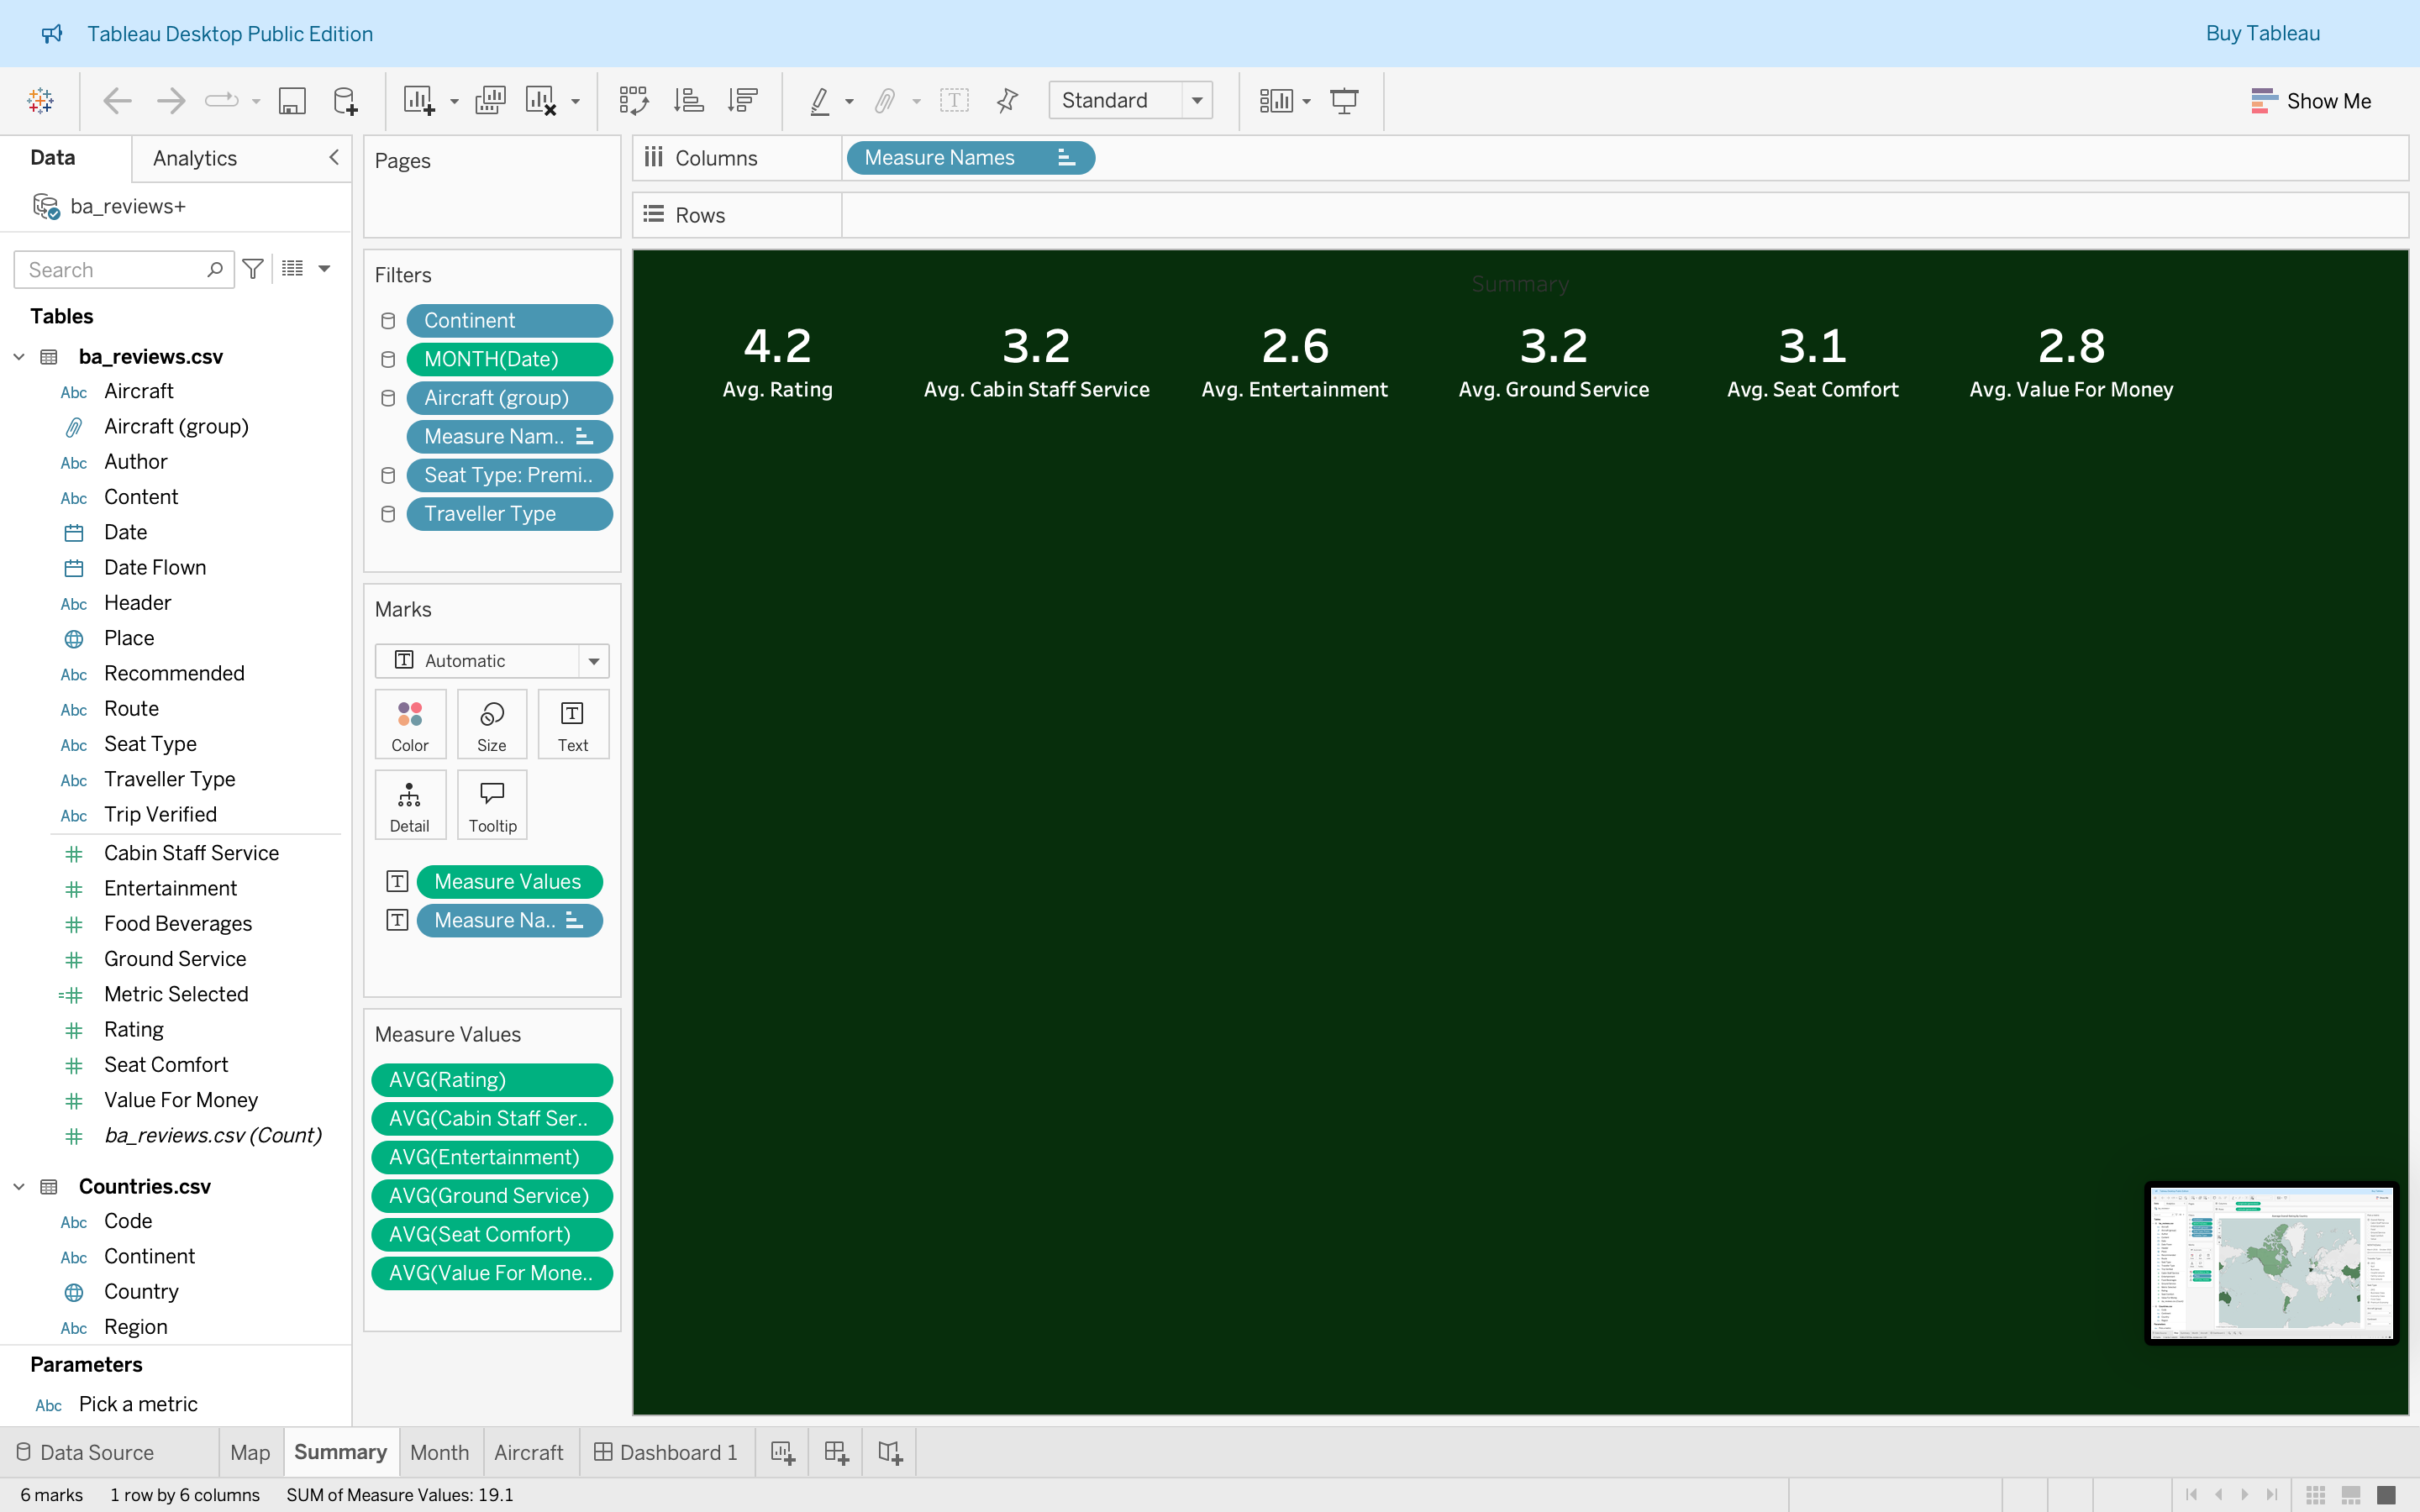 Tableau Desktop Public Edition
Buy Tableau
Standard
Show Me
Data
Analytics
ba_reviews+
Search
Tables
ba_reviews.csv
Abc Aircraft
Aircraft (group)
Abc Author
Abc Content
Date
Date Flown
Abc Header
Place
Abc Recommended
Abc Route
Abc Seat Type
Abc Traveller Type
Abc Trip Verified
Cabin Staff Service
Entertainment
Food Beverages
Ground Service
Metric Selected
Rating
Seat Comfort
Value For Money
ba_reviews.csv (Count)
Countries.csv
Abc Code
Abc Continent
Country
Abc Region
Parameters
Abc Pick a metric
Pages
Filters
Continent
MONTH(Date)
Aircraft (group)
Measure Nam..
Seat Type: Premi..
Traveller Type
Marks
Automatic
Color
Size
Text
Detail
Tooltip
Measure Values
Measure Na..
Measure Values
AVG(Rating)
AVG(Cabin Staff Ser..
AVG(Entertainment)
AVG(Ground Service)
AVG(Seat Comfort)
AVG(Value For Mone..
Columns
Measure Names
Rows
Summary
4.2 3.2 2.6 3.2 3.1 2.8
Avg. Rating Avg. Cabin Staff Service Avg. Entertainment Avg. Ground Service Avg. Seat Comfort Avg. Value For Money
Data Source
Map
Summary
Month
Aircraft
Dashboard 1
6 marks 1 row by 6 columns SUM of Measure Values: 19.1